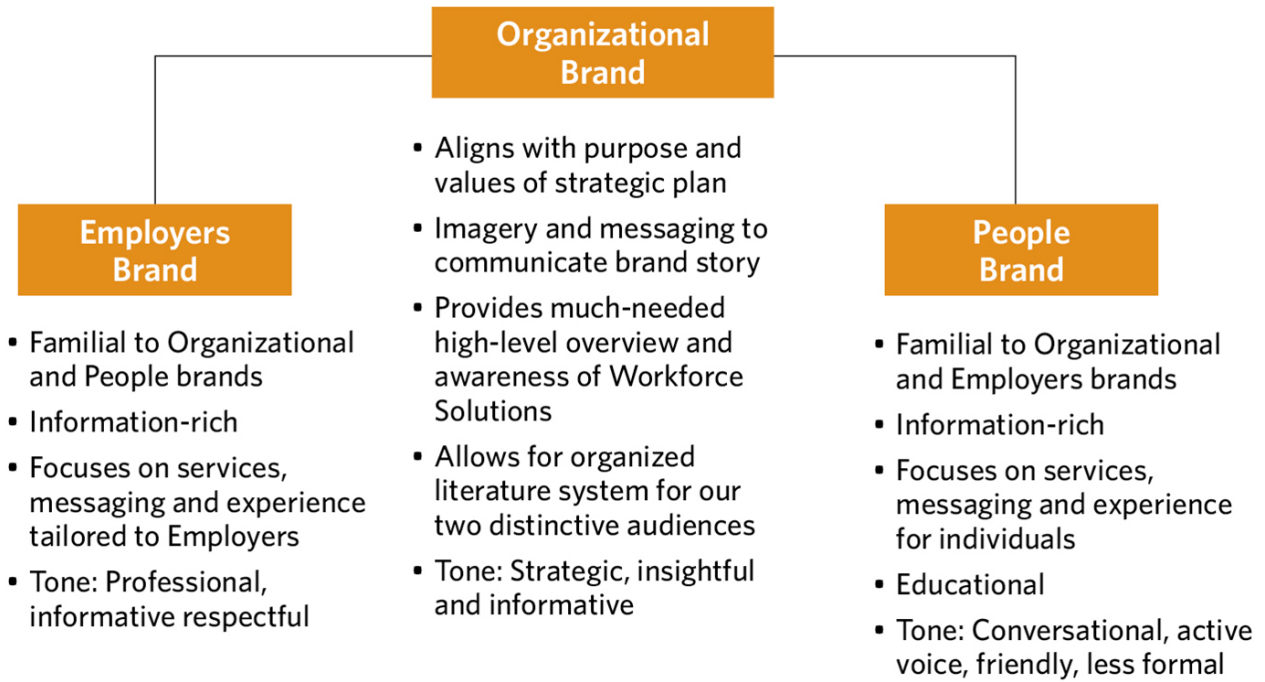 Organizational
Brand
• Aligns with purpose and
values of strategic plan
• Imagery and messaging to
communicate brand story
• Provides much-needed
high-level overview and
awareness of Workforce
Solutions
• Allows for organized
literature system for our
two distinctive audiences
• Tone: Strategic, insightful
and informative
Employers
Brand
• Familial to Organizational
and People brands
• Information-rich
• Focuses on services,
messaging and experience
tailored to Employers
• Tone: Professional,
informative respectful
People
Brand
• Familial to Organizational
and Employers brands
• Information-rich
• Focuses on services,
messaging and experience
for individuals
• Educational
• Tone: Conversational, active
voice, friendly, less formal